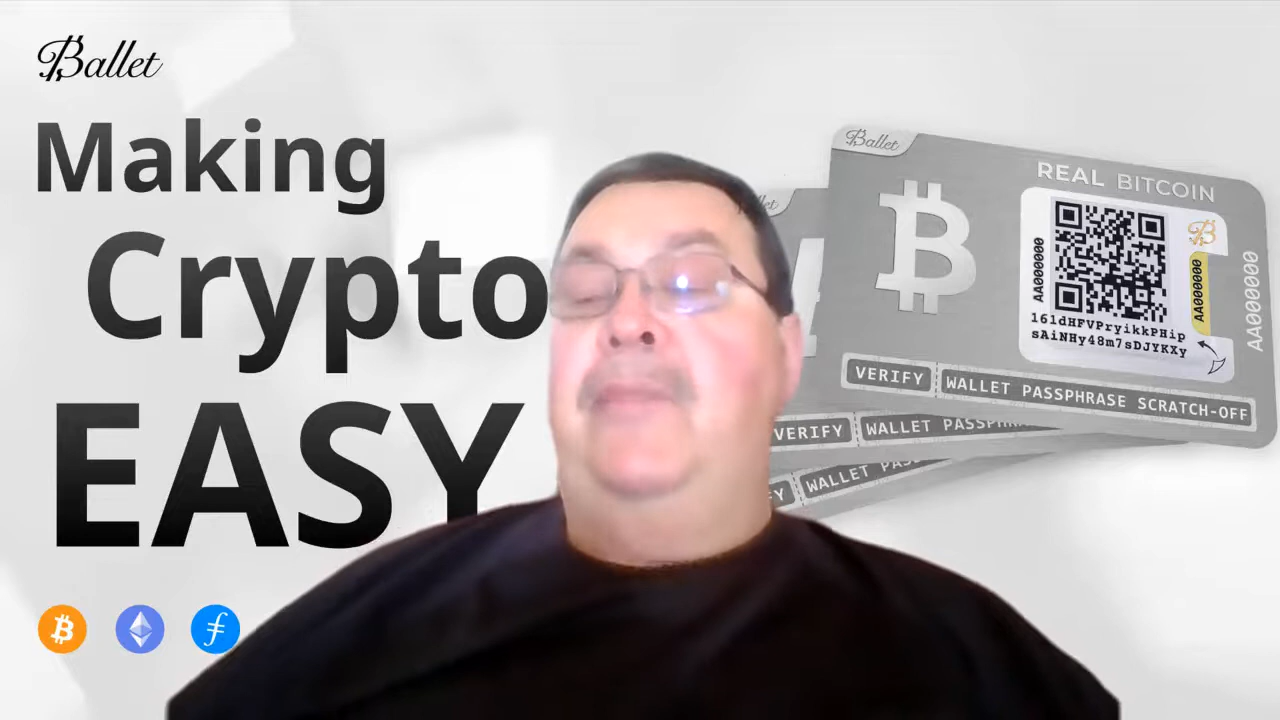 Ballet
Making
Crypto
EASY
Ballet
REAL BITCOIN
AA000000
161dHFVPryikkPHip
sAiNHy48m7sDJYKXy
AA000000
AA000000
VERIFY
WALLET PASSPHRASE SCRATCH-OFF
VERIFY
WALLET
WALLET